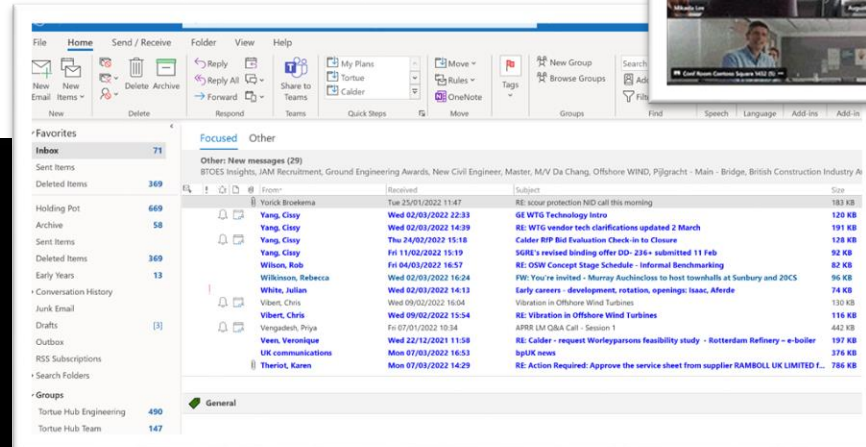 Mikada Lee
Conf Room Contoso Square 1452 (5)
File Home Send / Receive Folder View Help
New Email New Items Delete Archive Reply Reply All Forward Share to Teams My Plans Tortue Calder Move Rules OneNote Tags New Group Browse Groups Search
New Delete Respond Teams Quick Steps Move Groups Find Speech Language Add-ins Add-in
Favorites
Inbox 71
Sent Items
Deleted Items 369
Holding Pot 669
Archive 58
Sent Items
Deleted Items 369
Early Years 13
Conversation History
Junk Email
Drafts [3]
Outbox
RSS Subscriptions
Search Folders
Groups
Tortue Hub Engineering 490
Tortue Hub Team 147
Focused Other
Other: New messages (29)
BTOES Insights, JAM Recruitment, Ground Engineering Awards, New Civil Engineer, Master, M/V Da Chang, Offshore WIND, Pijlgracht - Main - Bridge, British Construction Industry
From Received Subject Size
Yorick Broekema Tue 25/01/2022 11:47 RE: scour protection NID call this morning 183 KB
Yang, Cissy Wed 02/03/2022 22:33 GE WTG Technology Intro 120 KB
Yang, Cissy Wed 02/03/2022 14:39 RE: WTG vendor tech clarifications updated 2 March 191 KB
Yang, Cissy Thu 24/02/2022 15:18 Calder RfP Bid Evaluation Check-in to Closure 128 KB
Yang, Cissy Fri 11/02/2022 15:19 SGRE's revised binding offer DD- 236+ submitted 11 Feb 92 KB
Wilson, Rob Fri 04/03/2022 16:57 RE: OSW Concept Stage Schedule - Informal Benchmarking 82 KB
Wilkinson, Rebecca Wed 02/03/2022 16:24 FW: You're invited - Murray Auchincloss to host townhalls at Sunbury and 20CS 96 KB
White, Julian Wed 02/03/2022 14:13 Early careers - development, rotation, openings: Isaac, Aferde 74 KB
Vibert, Chris Wed 09/02/2022 16:04 Vibration in Offshore Wind Turbines 130 KB
Vibert, Chris Wed 09/02/2022 15:54 RE: Vibration in Offshore Wind Turbines 116 KB
Vengadesh, Priya Fri 07/01/2022 10:34 APRR LM Q&A Call - Session 1 442 KB
Veen, Veronique Wed 22/12/2021 11:58 RE: Calder - request Worleyparsons feasibility study - Rotterdam Refinery – e-boiler 197 KB
UK communications Mon 07/03/2022 16:53 bpUK news 376 KB
Theriot, Karen Mon 07/03/2022 14:29 RE: Action Required: Approve the service sheet from supplier RAMBOLL UK LIMITED f... 786 KB
General